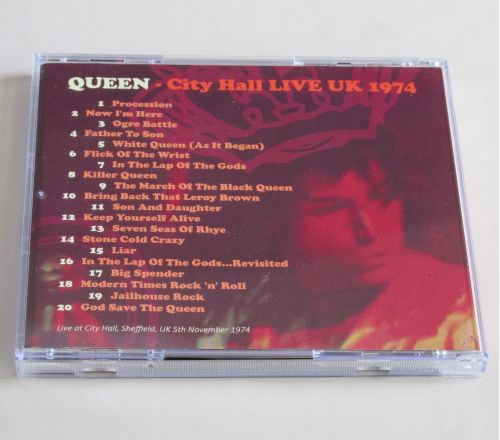 QUEEN - City Hall LIVE UK 1974
1 Procession
2 Now I'm Here
3 Ogre Battle
4 Father To Son
5 White Queen (As It Began)
6 Flick Of The Wrist
7 In The Lap Of The Gods
8 Killer Queen
9 The March Of The Black Queen
10 Bring Back That Leroy Brown
11 Son And Daughter
12 Keep Yourself Alive
13 Seven Seas Of Rhye
14 Stone Cold Crazy
15 Liar
16 In The Lap Of The Gods...Revisited
17 Big Spender
18 Modern Times Rock 'n' Roll
19 Jailhouse Rock
20 God Save The Queen
Live at City Hall, Sheffield, UK 5th November 1974